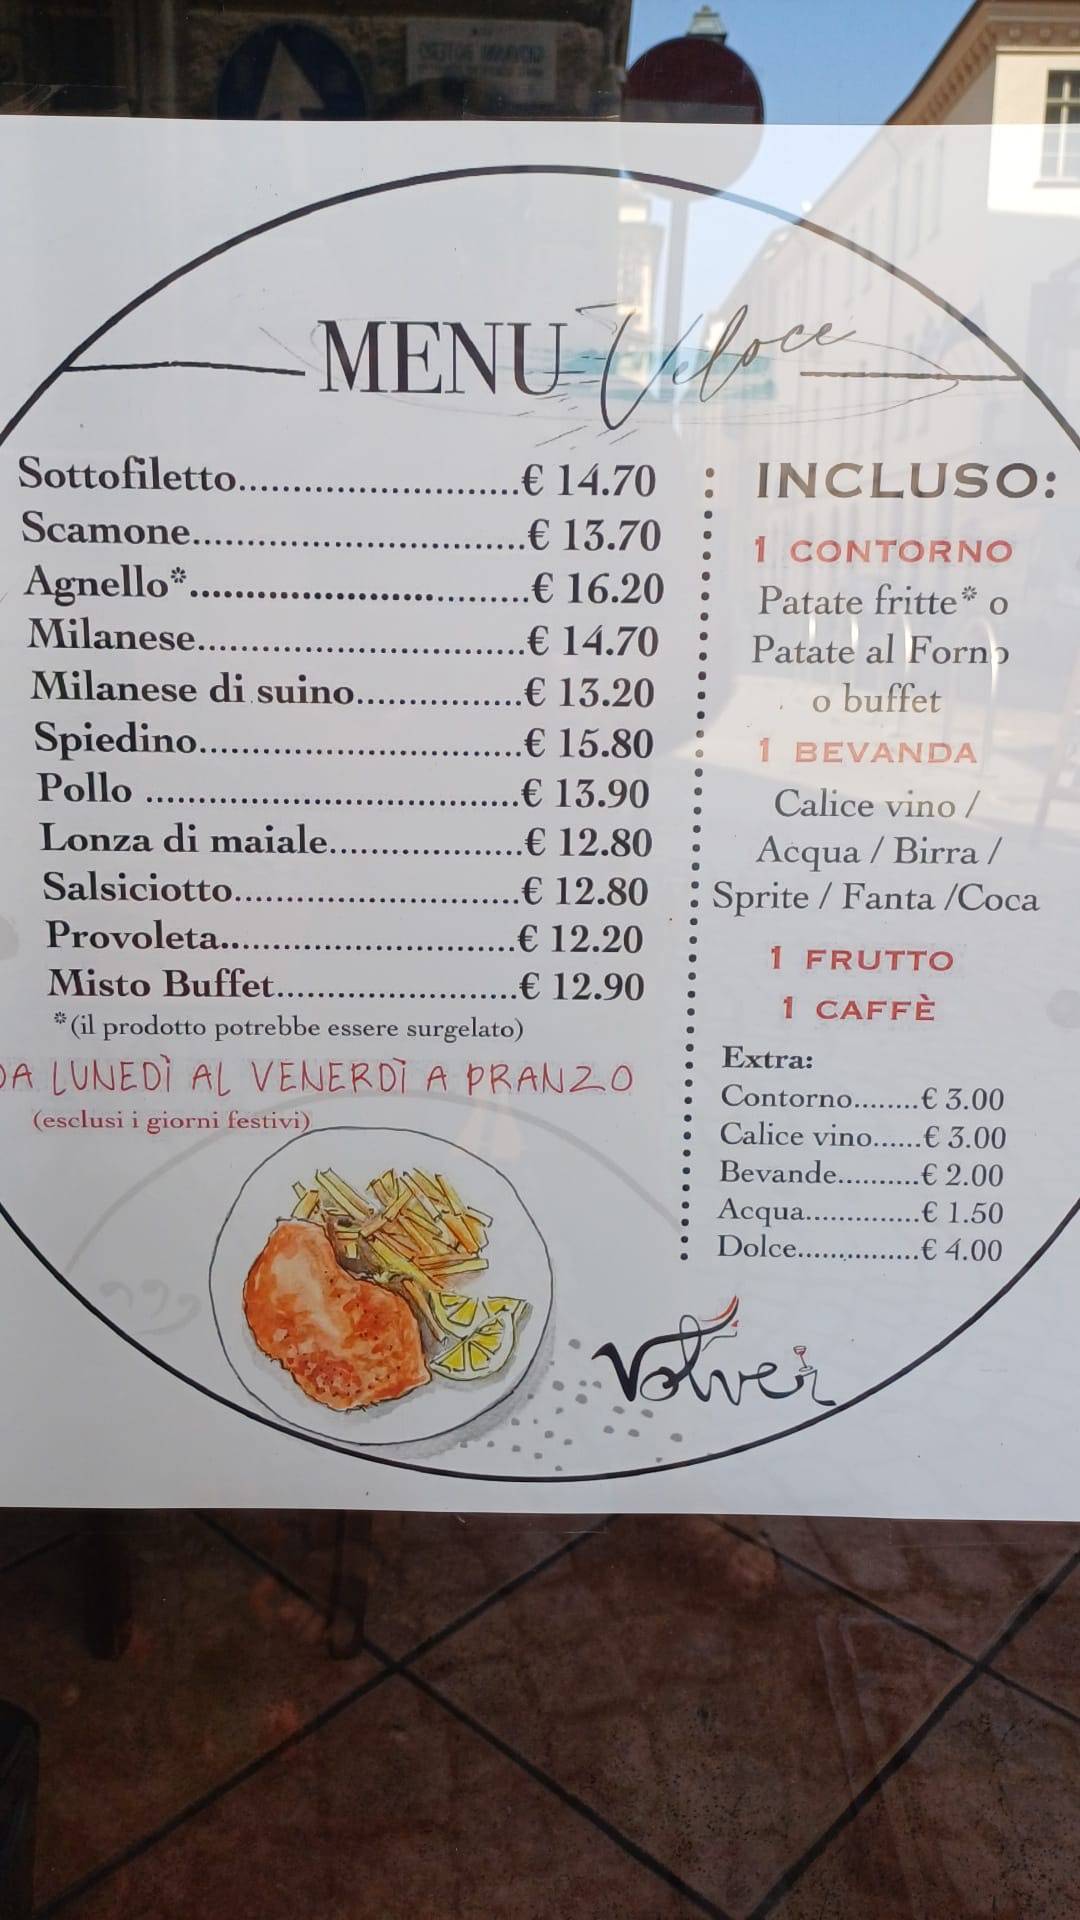 MENU Veloce
Sottofiletto..........................€ 14.70
Scamone...............................€ 13.70
Agnello*..............................€ 16.20
Milanese..............................€ 14.70
Milanese di suino................€ 13.20
Spiedino..............................€ 15.80
Pollo ..................................€ 13.90
Lonza di maiale..................€ 12.80
Salsiciotto...........................€ 12.80
Provoleta............................€ 12.20
Misto Buffet.......................€ 12.90
*(il prodotto potrebbe essere surgelato)
DA LUNEDÌ AL VENERDÌ A PRANZO
(esclusi i giorni festivi)
INCLUSO:
1 CONTORNO
Patate fritte* o
Patate al Forno
o buffet
1 BEVANDA
Calice vino /
Acqua / Birra /
Sprite / Fanta /Coca
1 FRUTTO
1 CAFFÈ
Extra:
Contorno........€ 3.00
Calice vino......€ 3.00
Bevande..........€ 2.00
Acqua..............€ 1.50
Dolce...............€ 4.00
Volver